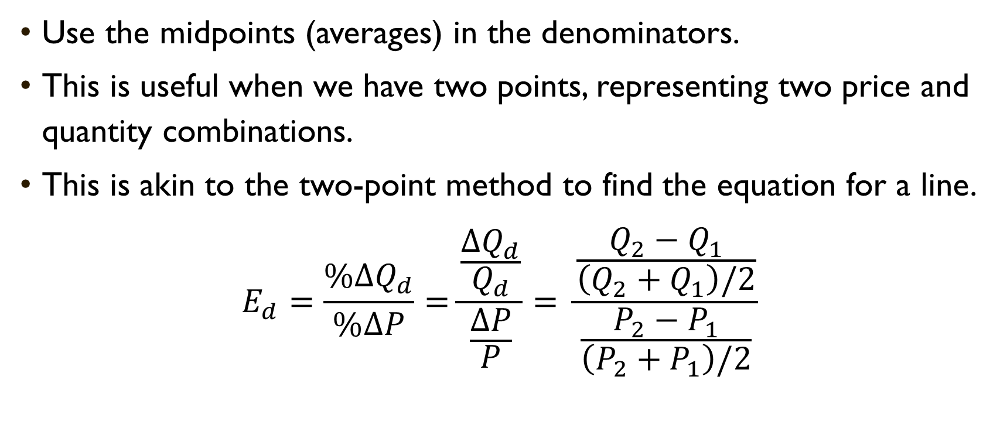 • Use the midpoints (averages) in the denominators.
• This is useful when we have two points, representing two price and
quantity combinations.
• This is akin to the two-point method to find the equation for a line.
$E_d = \frac{\%\Delta Q_d}{\%\Delta P} = \frac{\frac{\Delta Q_d}{Q_d}}{\frac{\Delta P}{P}} = \frac{\frac{Q_2 - Q_1}{(Q_2 + Q_1)/2}}{\frac{P_2 - P_1}{(P_2 + P_1)/2}}$